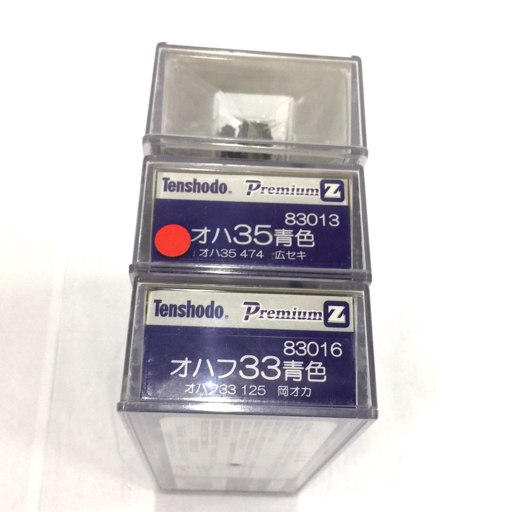 Tenshodo® Premium Z
83013
オハ35青色
オハ35 474 広セキ
Tenshodo® Premium Z
83016
オハフ33青色
オハフ33 125 岡オカ